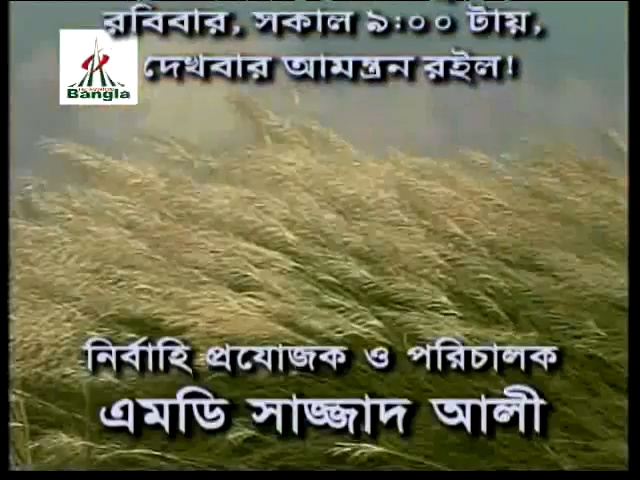 রবিবার, সকাল ৯:০০ টায়,
দেখবার আমন্ত্রন রইল!
Bangla
নির্বাহি প্রযোজক ও পরিচালক
এমডি সাজ্জাদ আলী